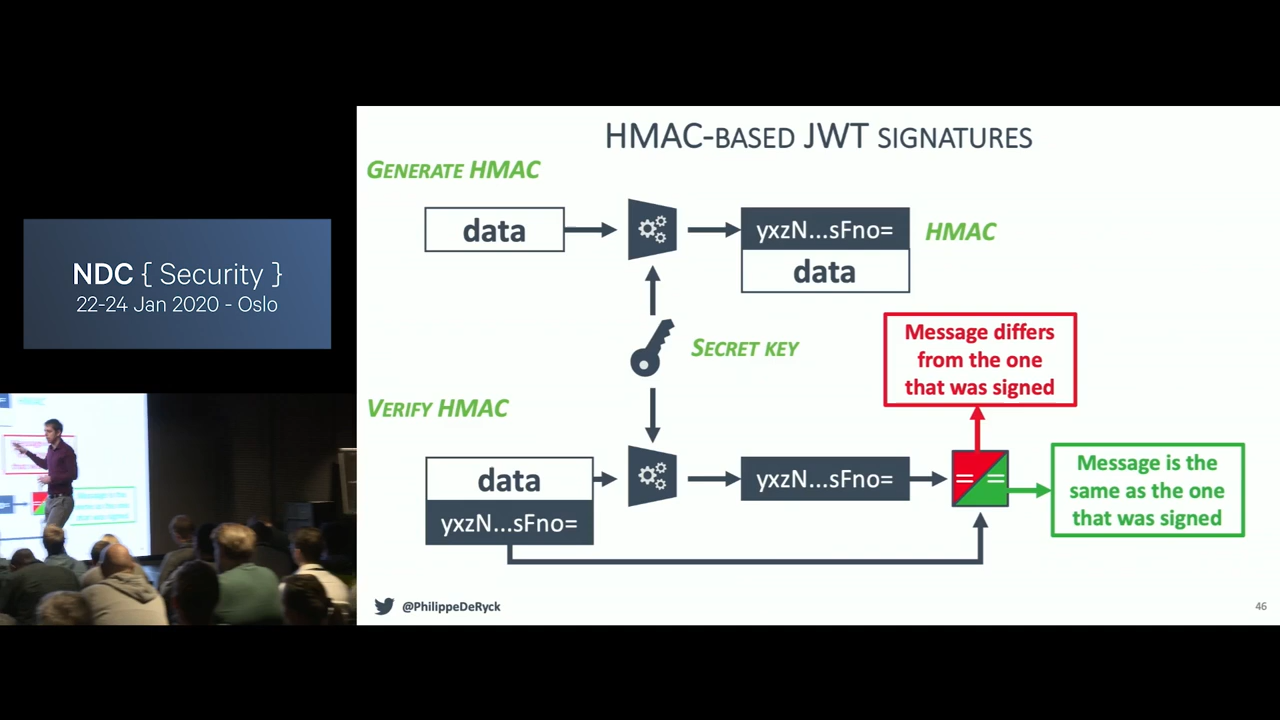 NDC { Security }
22-24 Jan 2020 - Oslo
HMAC-BASED JWT SIGNATURES
GENERATE HMAC
data
yxzN...sFno=
HMAC
data
SECRET KEY
Message differs
from the one
that was signed
VERIFY HMAC
data
yxzN...sFno=
yxzN...sFno=
=
=
Message is the
same as the one
that was signed
@PhilippeDeRyck
46